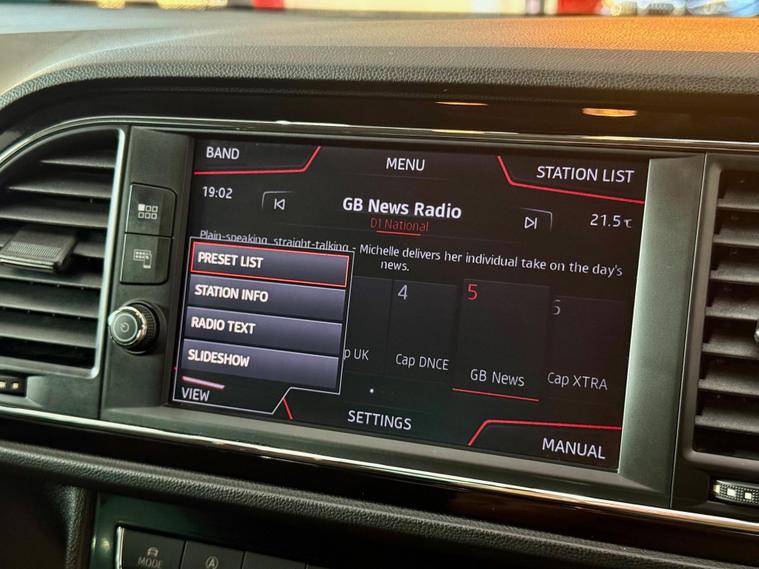 BAND
MENU
STATION LIST
19:02
GB News Radio
21.5℃
D1 National
Plain-speaking, straight-talking - Michelle delivers her individual take on the day's
news.
PRESET LIST
STATION INFO
RADIO TEXT
SLIDESHOW
VIEW
4
5
6
p UK
Cap DNCE
GB News
Cap XTRA
SETTINGS
MANUAL
MODE
A